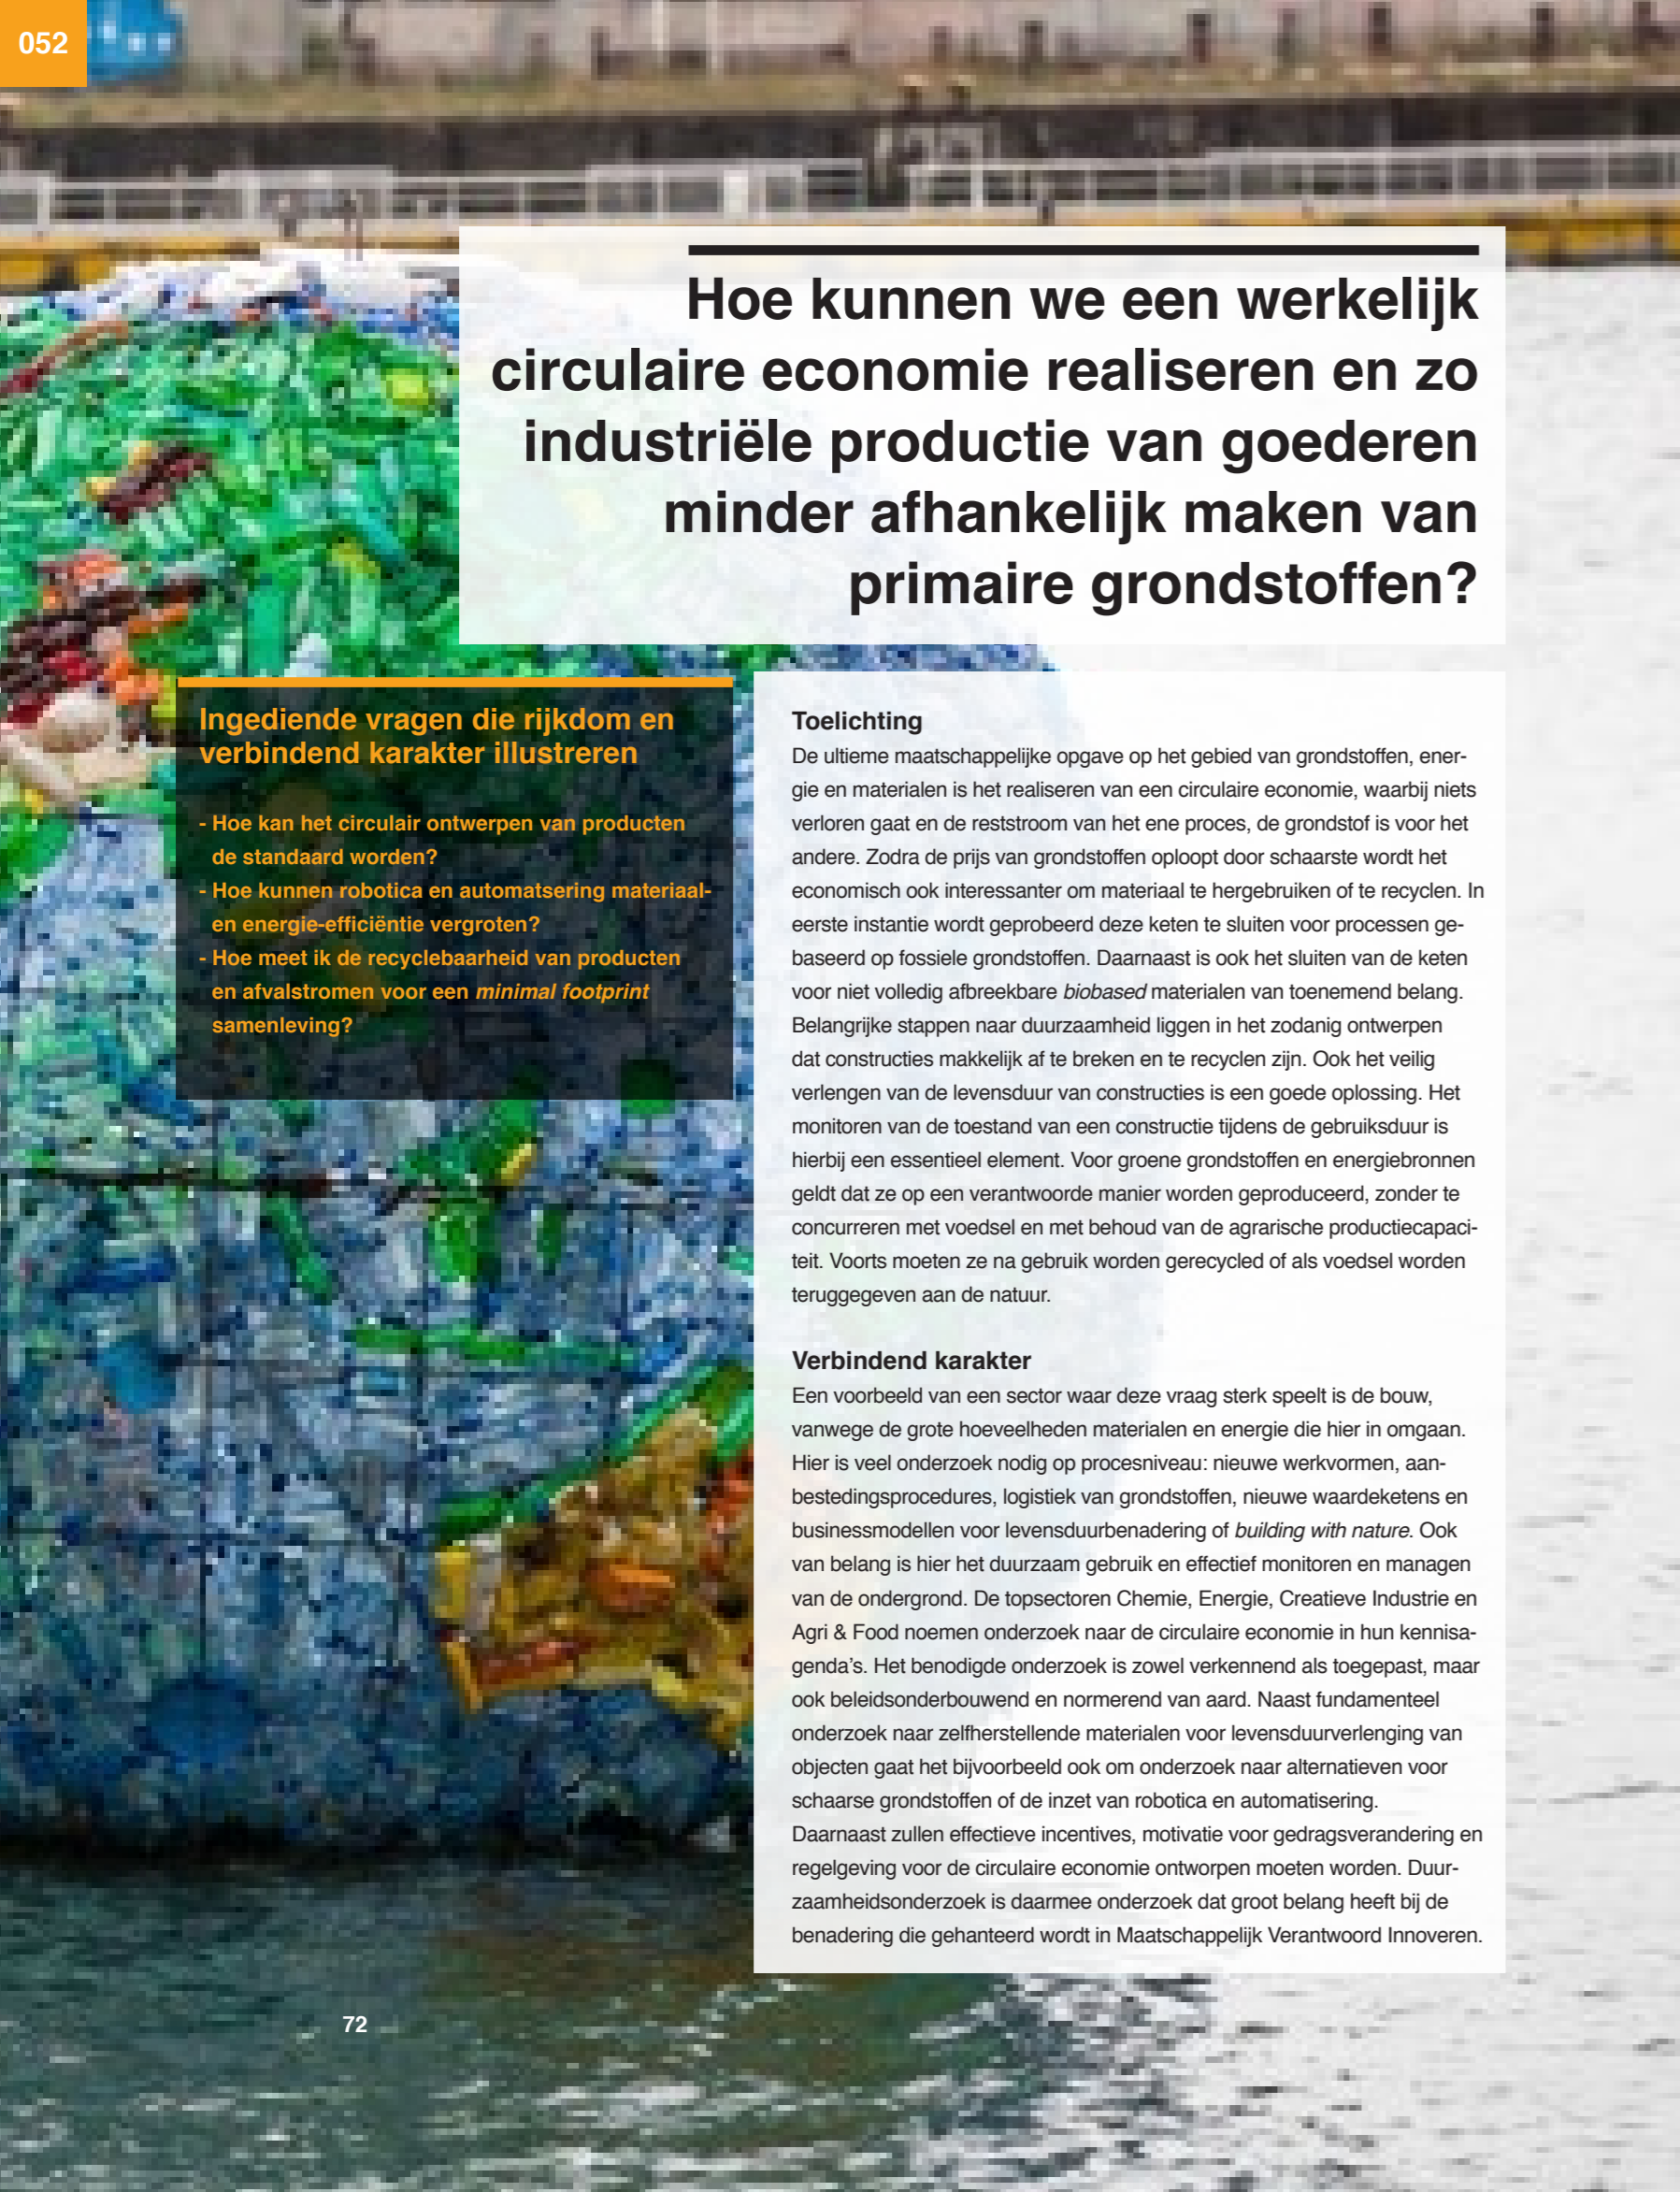 052
Hoe kunnen we een werkelijk
circulaire economie realiseren en zo
industriële productie van goederen
minder afhankelijk maken van
primaire grondstoffen?
Ingediende vragen die rijkdom en
verbindend karakter illustreren
- Hoe kan het circulair ontwerpen van producten
de standaard worden?
- Hoe kunnen robotica en automatsering materiaal-
en energie-efficiëntie vergroten?
- Hoe meet ik de recyclebaarheid van producten
en afvalstromen voor een minimal footprint
samenleving?
Toelichting
De ultieme maatschappelijke opgave op het gebied van grondstoffen, ener-
gie en materialen is het realiseren van een circulaire economie, waarbij niets
verloren gaat en de reststroom van het ene proces, de grondstof is voor het
andere. Zodra de prijs van grondstoffen oploopt door schaarste wordt het
economisch ook interessanter om materiaal te hergebruiken of te recyclen. In
eerste instantie wordt geprobeerd deze keten te sluiten voor processen ge-
baseerd op fossiele grondstoffen. Daarnaast is ook het sluiten van de keten
voor niet volledig afbreekbare biobased materialen van toenemend belang.
Belangrijke stappen naar duurzaamheid liggen in het zodanig ontwerpen
dat constructies makkelijk af te breken en te recyclen zijn. Ook het veilig
verlengen van de levensduur van constructies is een goede oplossing. Het
monitoren van de toestand van een constructie tijdens de gebruiksduur is
hierbij een essentieel element. Voor groene grondstoffen en energiebronnen
geldt dat ze op een verantwoorde manier worden geproduceerd, zonder te
concurreren met voedsel en met behoud van de agrarische productiecapaci-
teit. Voorts moeten ze na gebruik worden gerecycled of als voedsel worden
teruggegeven aan de natuur.
Verbindend karakter
Een voorbeeld van een sector waar deze vraag sterk speelt is de bouw,
vanwege de grote hoeveelheden materialen en energie die hier in omgaan.
Hier is veel onderzoek nodig op procesniveau: nieuwe werkvormen, aan-
bestedingsprocedures, logistiek van grondstoffen, nieuwe waardeketens en
businessmodellen voor levensduurbenadering of building with nature. Ook
van belang is hier het duurzaam gebruik en effectief monitoren en managen
van de ondergrond. De topsectoren Chemie, Energie, Creatieve Industrie en
Agri & Food noemen onderzoek naar de circulaire economie in hun kennisa-
genda's. Het benodigde onderzoek is zowel verkennend als toegepast, maar
ook beleidsonderbouwend en normerend van aard. Naast fundamenteel
onderzoek naar zelfherstellende materialen voor levensduurverlenging van
objecten gaat het bijvoorbeeld ook om onderzoek naar alternatieven voor
schaarse grondstoffen of de inzet van robotica en automatisering.
Daarnaast zullen effectieve incentives, motivatie voor gedragsverandering en
regelgeving voor de circulaire economie ontworpen moeten worden. Duur-
zaamheidsonderzoek is daarmee onderzoek dat groot belang heeft bij de
benadering die gehanteerd wordt in Maatschappelijk Verantwoord Innoveren.
72